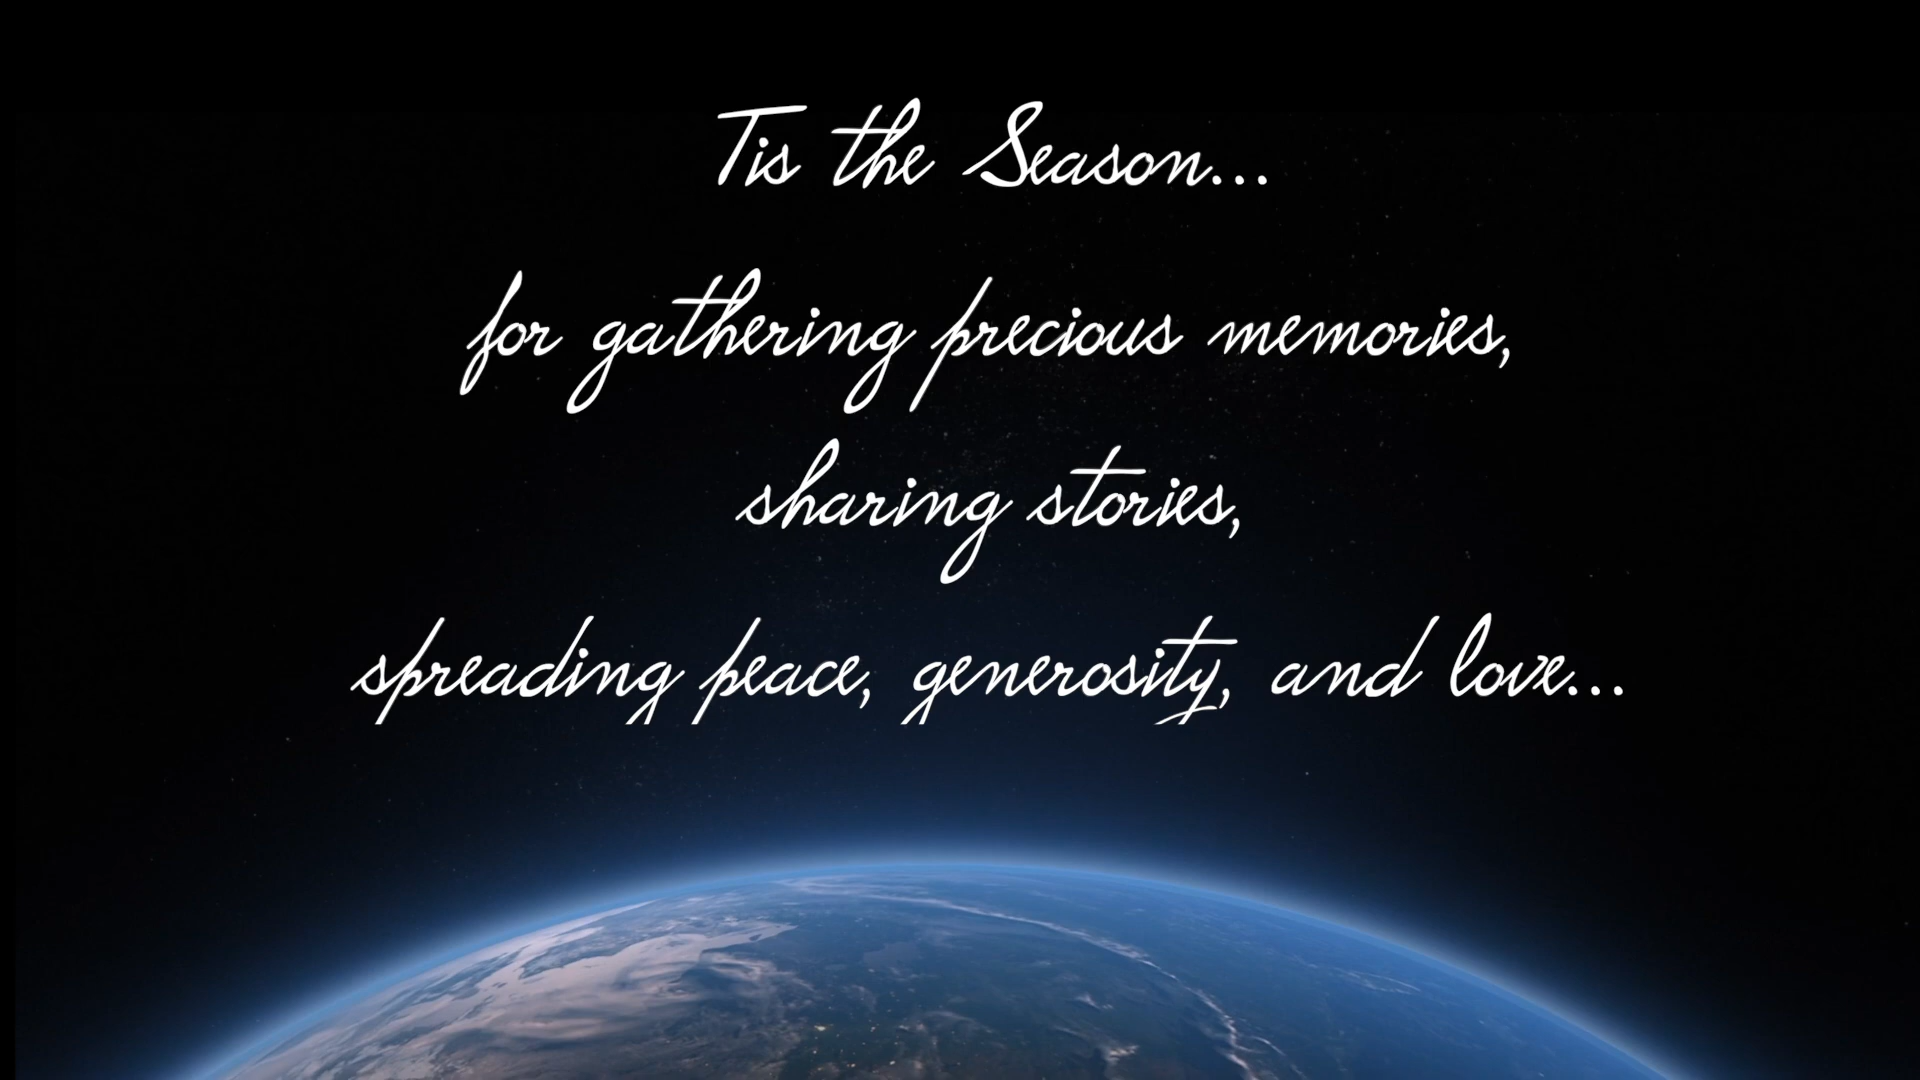 Tis the Season...
for gathering precious memories,
sharing stories,
spreading peace, generosity, and love...